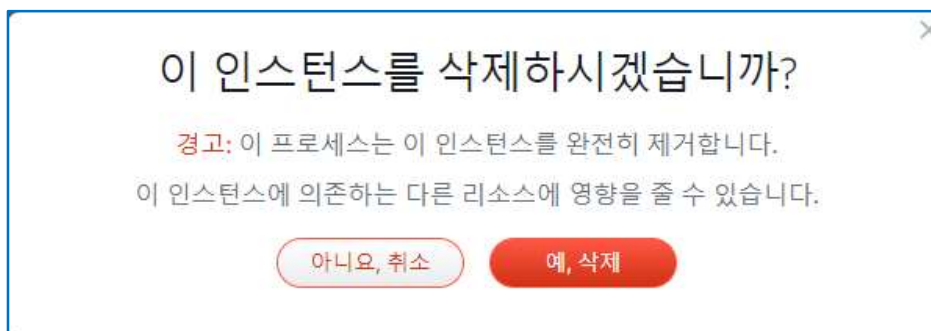 이 인스턴스를 삭제하시겠습니까?
경고: 이 프로세스는 이 인스턴스를 완전히 제거합니다.
이 인스턴스에 의존하는 다른 리소스에 영향을 줄 수 있습니다.
아니요, 취소 예, 삭제